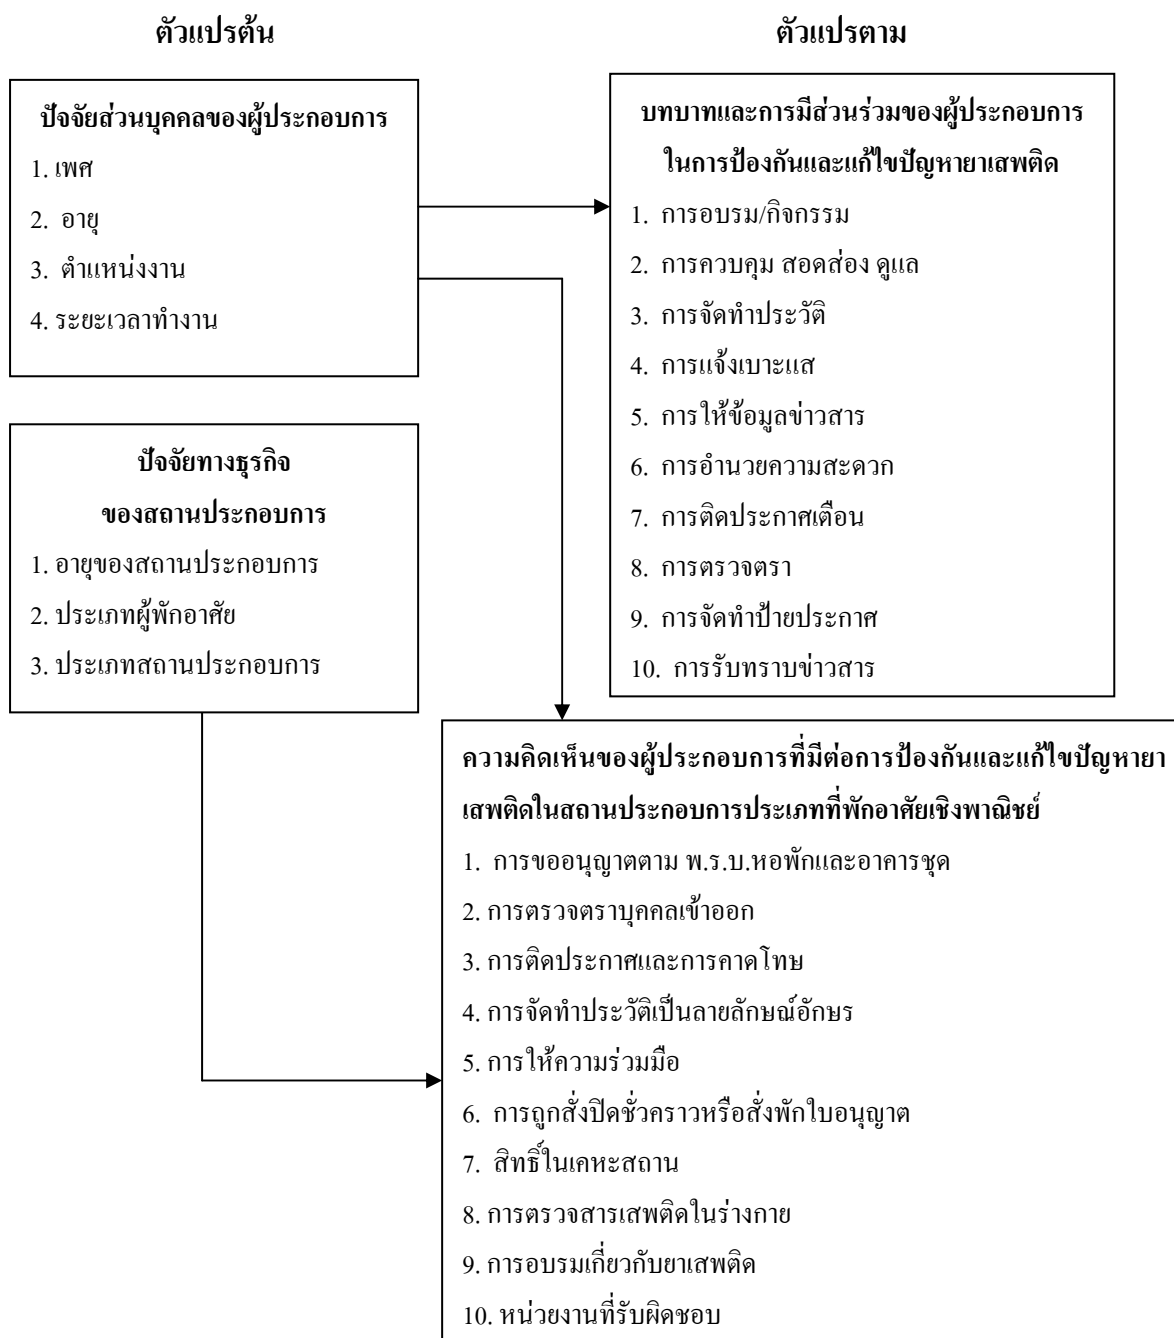 ตัวแปรต้น
ตัวแปรตาม
ปัจจัยส่วนบุคคลของผู้ประกอบการ
1. เพศ
2. อายุ
3. ตำแหน่งงาน
4. ระยะเวลาทำงาน
บทบาทและการมีส่วนร่วมของผู้ประกอบการ
ในการป้องกันและแก้ไขปัญหายาเสพติด
1. การอบรม/กิจกรรม
2. การควบคุม สอดส่อง ดูแล
3. การจัดทำประวัติ
4. การแจ้งเบาะแส
5. การให้ข้อมูลข่าวสาร
6. การอำนวยความสะดวก
7. การติดประกาศเตือน
8. การตรวจตรา
9. การจัดทำป้ายประกาศ
10. การรับทราบข่าวสาร
ปัจจัยทางธุรกิจ
ของสถานประกอบการ
1. อายุของสถานประกอบการ
2. ประเภทผู้พักอาศัย
3. ประเภทสถานประกอบการ
ความคิดเห็นของผู้ประกอบการที่มีต่อการป้องกันและแก้ไขปัญหายา
เสพติดในสถานประกอบการประเภทที่พักอาศัยเชิงพาณิชย์
1. การขออนุญาตตาม พ.ร.บ.หอพักและอาคารชุด
2. การตรวจตราบุคคลเข้าออก
3. การติดประกาศและการคาดโทษ
4. การจัดทำประวัติเป็นลายลักษณ์อักษร
5. การให้ความร่วมมือ
6. การถูกสั่งปิดชั่วคราวหรือสั่งพักใบอนุญาต
7. สิทธิ์ในเคหะสถาน
8. การตรวจสารเสพติดในร่างกาย
9. การอบรมเกี่ยวกับยาเสพติด
10. หน่วยงานที่รับผิดชอบ